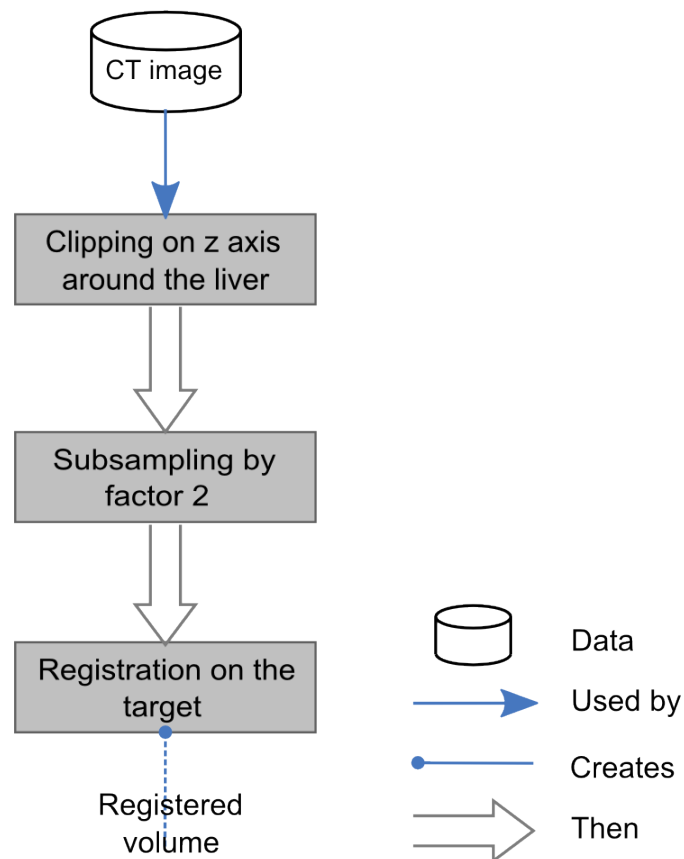 CT image
Clipping on z axis
around the liver
Subsampling by
factor 2
Registration on the
target
Registered
volume
Data
Used by
Creates
Then